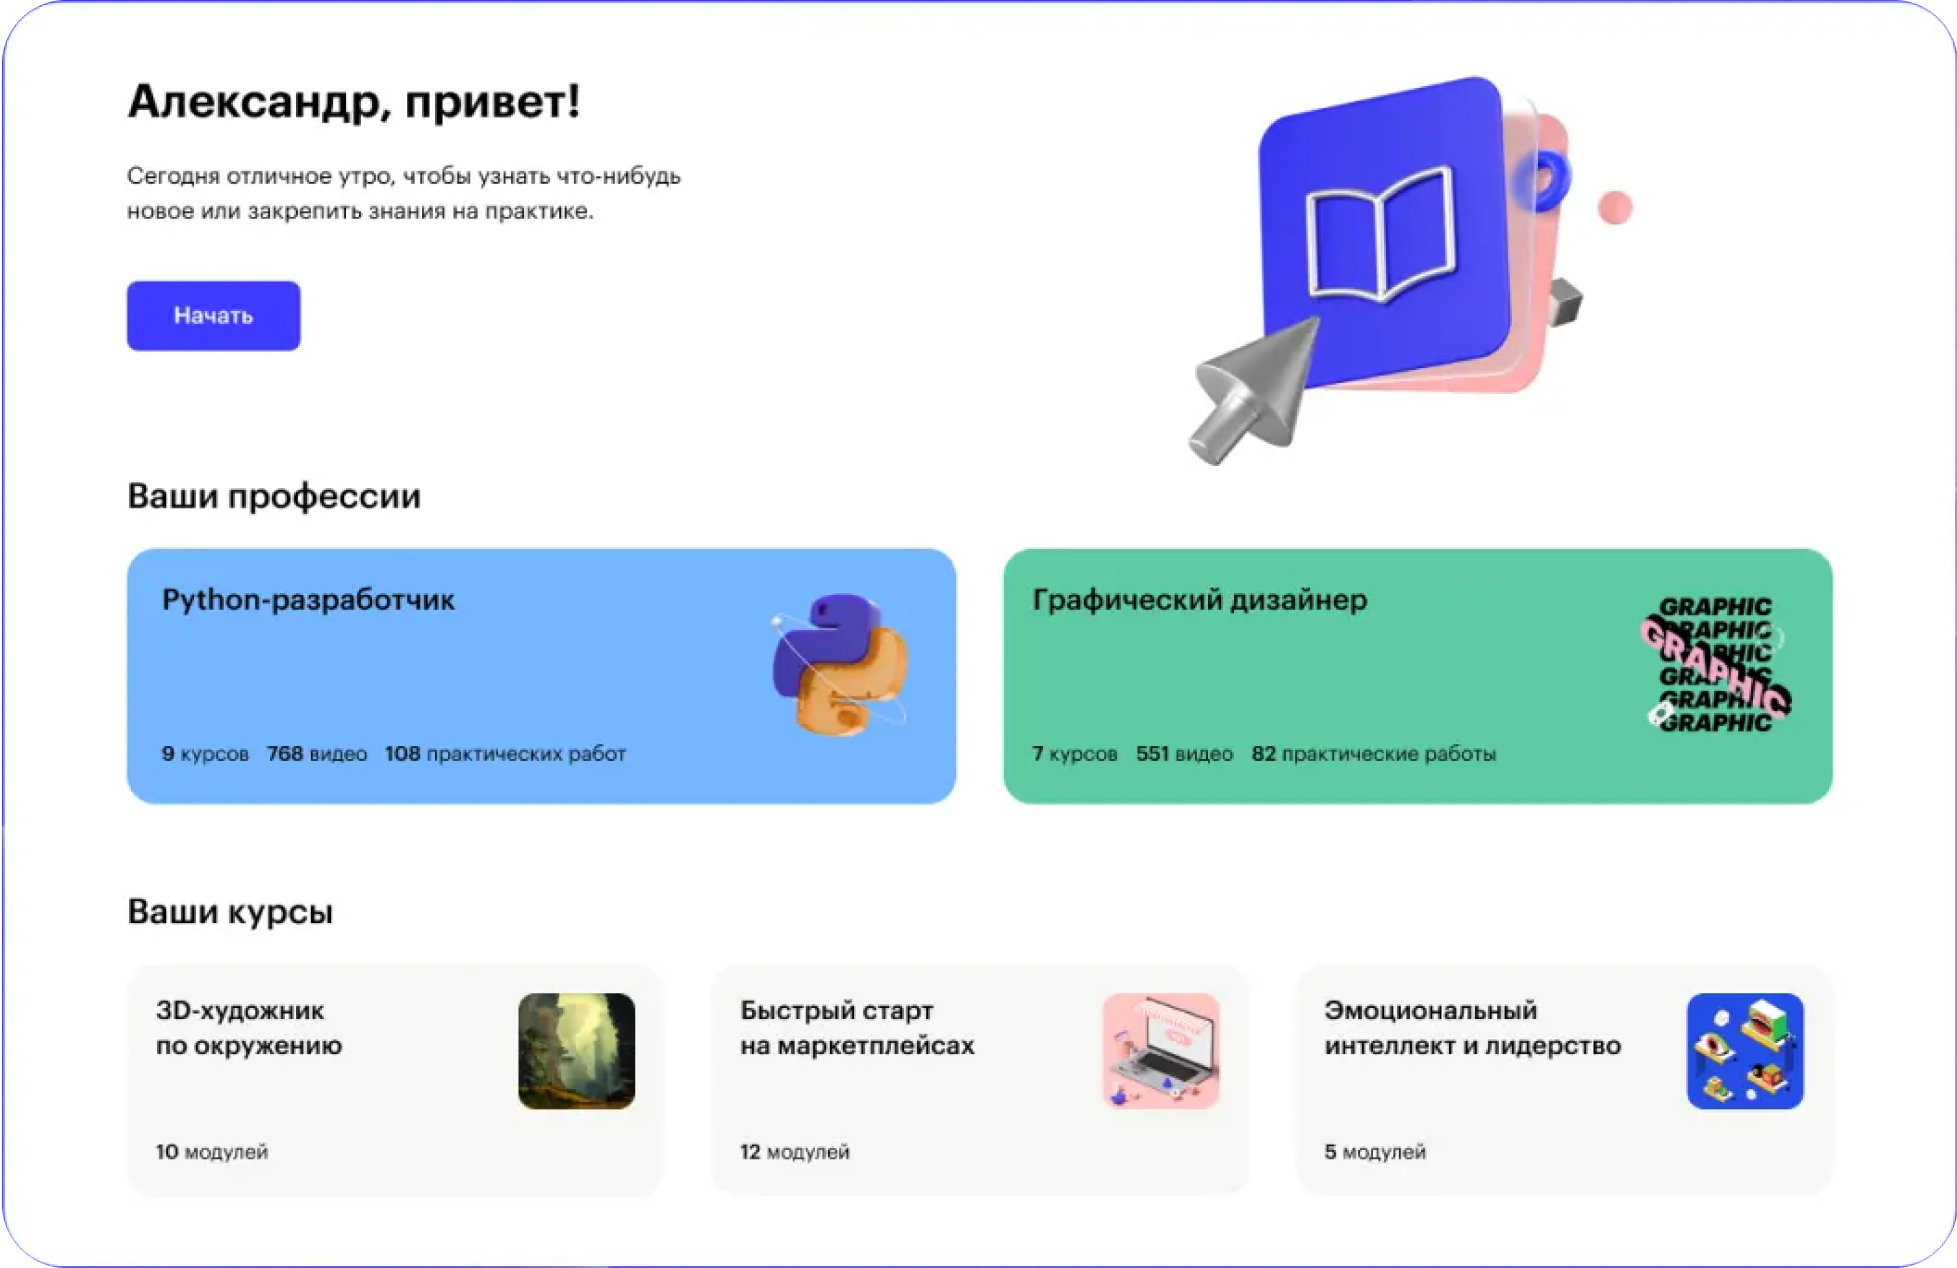 Александр, привет!
Сегодня отличное утро, чтобы узнать что-нибудь
новое или закрепить знания на практике.
Начать
Ваши профессии
Python-разработчик
9 курсов 768 видео 108 практических работ
Графический дизайнер
GRAPHIC
GRAPHIC
GRAPHIC
GRAPHIC
GRAPHIC
GRAPHIC
GRAPHIC
7 курсов 551 видео 82 практические работы
Ваши курсы
3D-художник
по окружению
10 модулей
Быстрый старт
на маркетплейсах
12 модулей
Эмоциональный
интеллект и лидерство
5 модулей